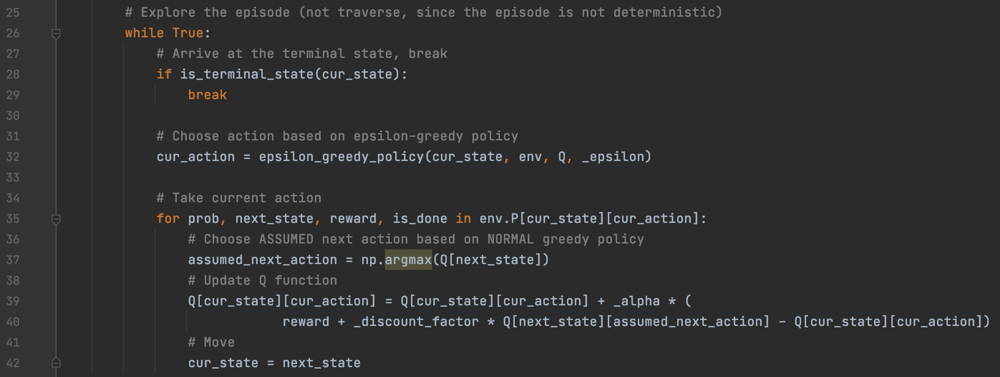 25 # Explore the episode (not traverse, since the episode is not deterministic)
26 while True:
27 # Arrive at the terminal state, break
28 if is_terminal_state(cur_state):
29 break
30
31 # Choose action based on epsilon-greedy policy
32 cur_action = epsilon_greedy_policy(cur_state, env, Q, _epsilon)
33
34 # Take current action
35 for prob, next_state, reward, is_done in env.P[cur_state][cur_action]:
36 # Choose ASSUMED next action based on NORMAL greedy policy
37 assumed_next_action = np.argmax(Q[next_state])
38 # Update Q function
39 Q[cur_state][cur_action] = Q[cur_state][cur_action] + _alpha * (
40 reward + _discount_factor * Q[next_state][assumed_next_action] - Q[cur_state][cur_action])
41 # Move
42 cur_state = next_state